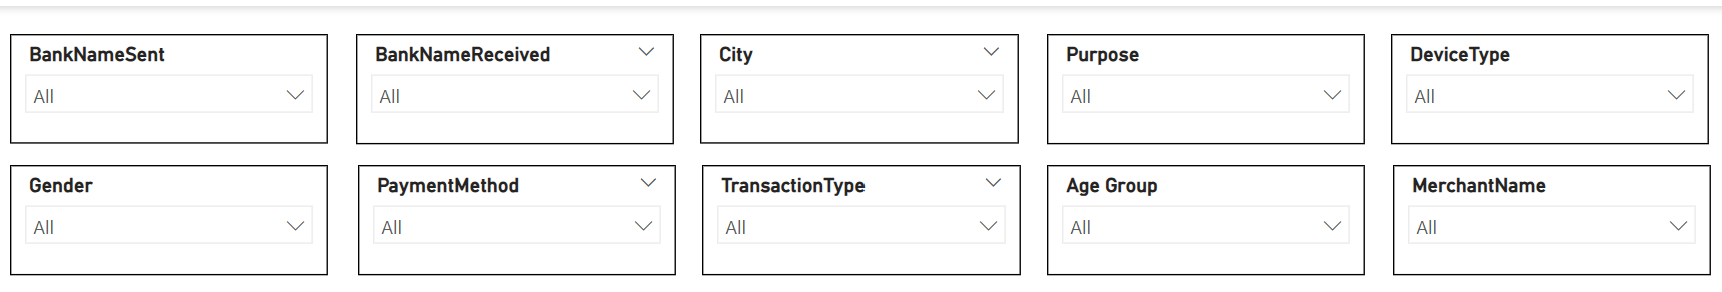 BankNameSent
BankNameReceived
City
Purpose
DeviceType
All
All
All
All
All
Gender
PaymentMethod
TransactionType
Age Group
MerchantName
All
All
All
All
All